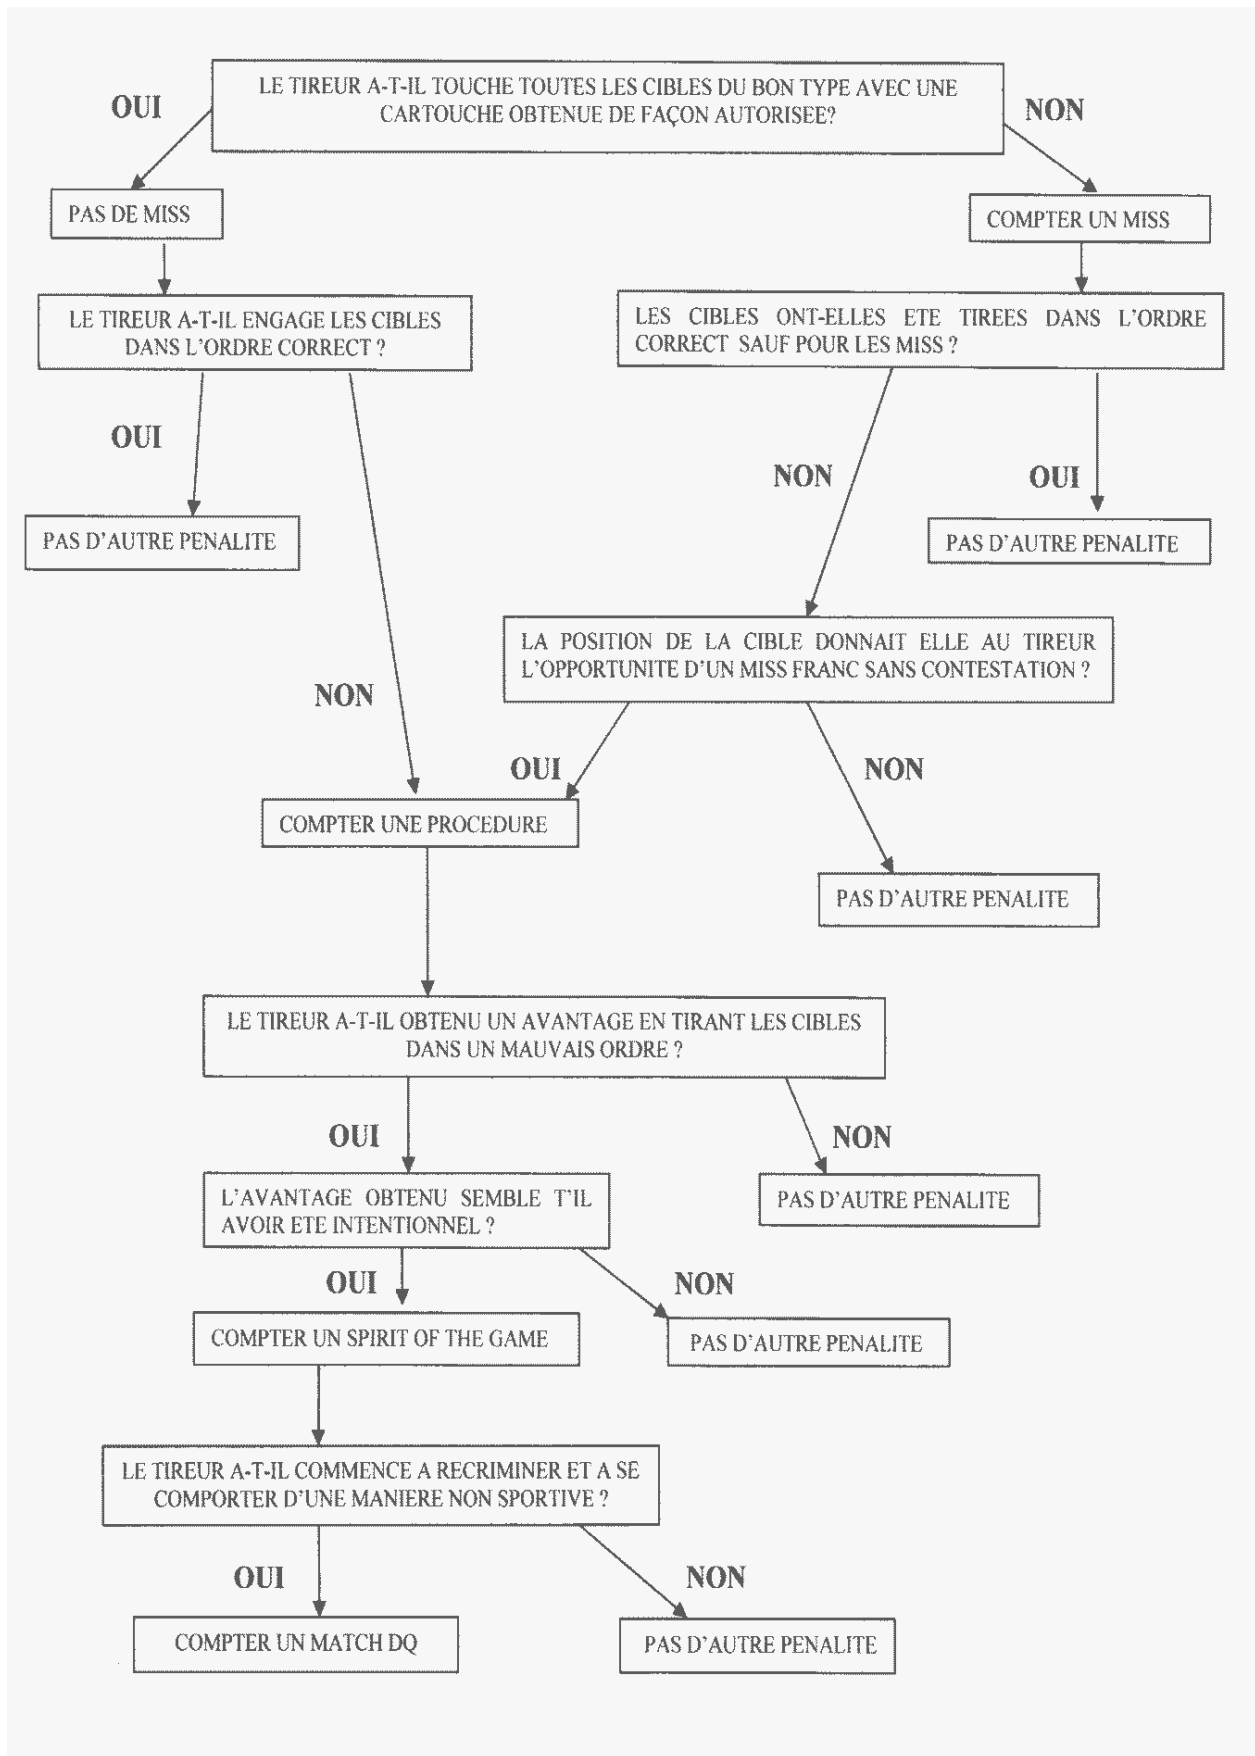 LE TIREUR A-T-IL TOUCHE TOUTES LES CIBLES DU BON TYPE AVEC UNE
CARTOUCHE OBTENUE DE FAÇON AUTORISEE?
OUI
NON
PAS DE MISS
COMPTER UN MISS
LE TIREUR A-T-IL ENGAGE LES CIBLES
DANS L'ORDRE CORRECT ?
LES CIBLES ONT-ELLES ETE TIREES DANS L'ORDRE
CORRECT SAUF POUR LES MISS ?
OUI
NON
OUI
PAS D'AUTRE PENALITE
PAS D'AUTRE PENALITE
LA POSITION DE LA CIBLE DONNAIT ELLE AU TIREUR
L'OPPORTUNITE D'UN MISS FRANC SANS CONTESTATION ?
NON
OUI
NON
COMPTER UNE PROCEDURE
PAS D'AUTRE PENALITE
LE TIREUR A-T-IL OBTENU UN AVANTAGE EN TIRANT LES CIBLES
DANS UN MAUVAIS ORDRE ?
OUI
NON
L'AVANTAGE OBTENU SEMBLE T'IL
AVOIR ETE INTENTIONNEL ?
PAS D'AUTRE PENALITE
OUI
NON
COMPTER UN SPIRIT OF THE GAME
PAS D'AUTRE PENALITE
LE TIREUR A-T-IL COMMENCE A RECRIMINER ET A SE
COMPORTER D'UNE MANIERE NON SPORTIVE ?
OUI
NON
COMPTER UN MATCH DQ
PAS D'AUTRE PENALITE